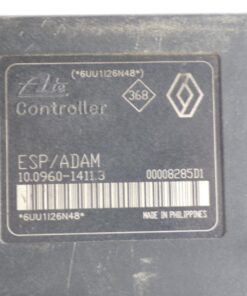 (*6UU1I26N48*)
Ate
368
Controller
ESP/ADAM
10.0960-1411.3 00008285D1
*6UU1I26N48* MADE IN PHILIPPINES